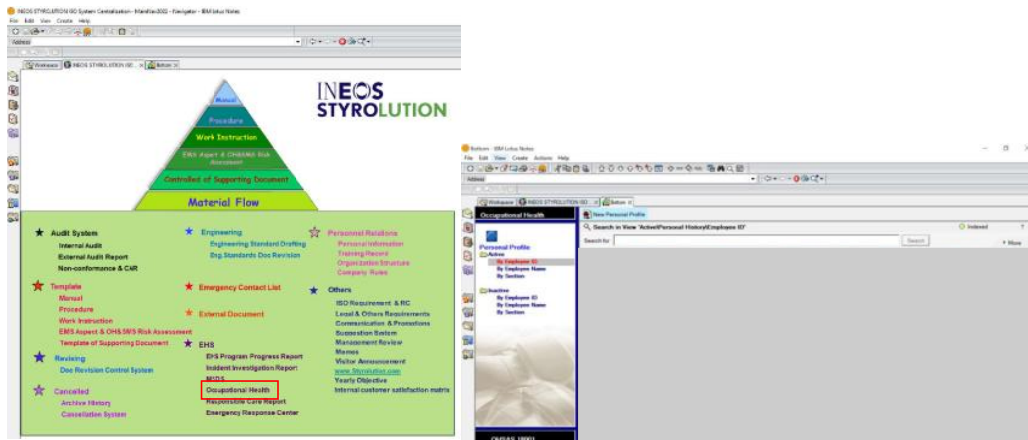 INEOS STYROLUTION ISO System Centralization - MainNav2002 - Navigator - IBM Lotus Notes
File Edit View Create Help
Address
Workspace INEOS STYROLUTION ISO... Bottom
INEOS
STYROLUTION
Manual
Procedure
Work Instruction
EMS Aspect & OH&SMS Risk
Assessment
Controlled of Supporting Document
Material Flow
Audit System
Internal Audit
External Audit Report
Non-conformance & CAR
Template
Manual
Procedure
Work Instruction
EMS Aspect & OH&SMS Risk Assessment
Template of Supporting Document
Revising
Doc Revision Control System
Cancelled
Archive History
Cancellation System
Engineering
Engineering Standard Drafting
Eng.Standards Doc Revision
Emergency Contact List
External Document
EHS
EHS Program Progress Report
Insident Investigation Report
MSDS
Occupational Health
Responsible Care Report
Emergency Response Center
Personnel Relations
Personal Information
Training Record
Organization Structure
Company Rules
Others
ISO Requirement & RC
Legal & Others Requirements
Communication & Promotions
Suggestion System
Management Review
Memos
Visitor Announcement
www.Styrolution.com
Yearly Objective
Internal customer satisfaction matrix
Bottom - IBM Lotus Notes
File Edit View Create Actions Help
Address
Workspace INEOS STYROLUTION ISO Bottom
Occupational Health
New Personal Profile
Search in View 'Active\Personal History\Employee ID'
Indexed
Search for
Search
More
Personal Profile
Active
By Employee ID
By Employee Name
By Section
Inactive
By Employee ID
By Employee Name
By Section
OHSAS 18001